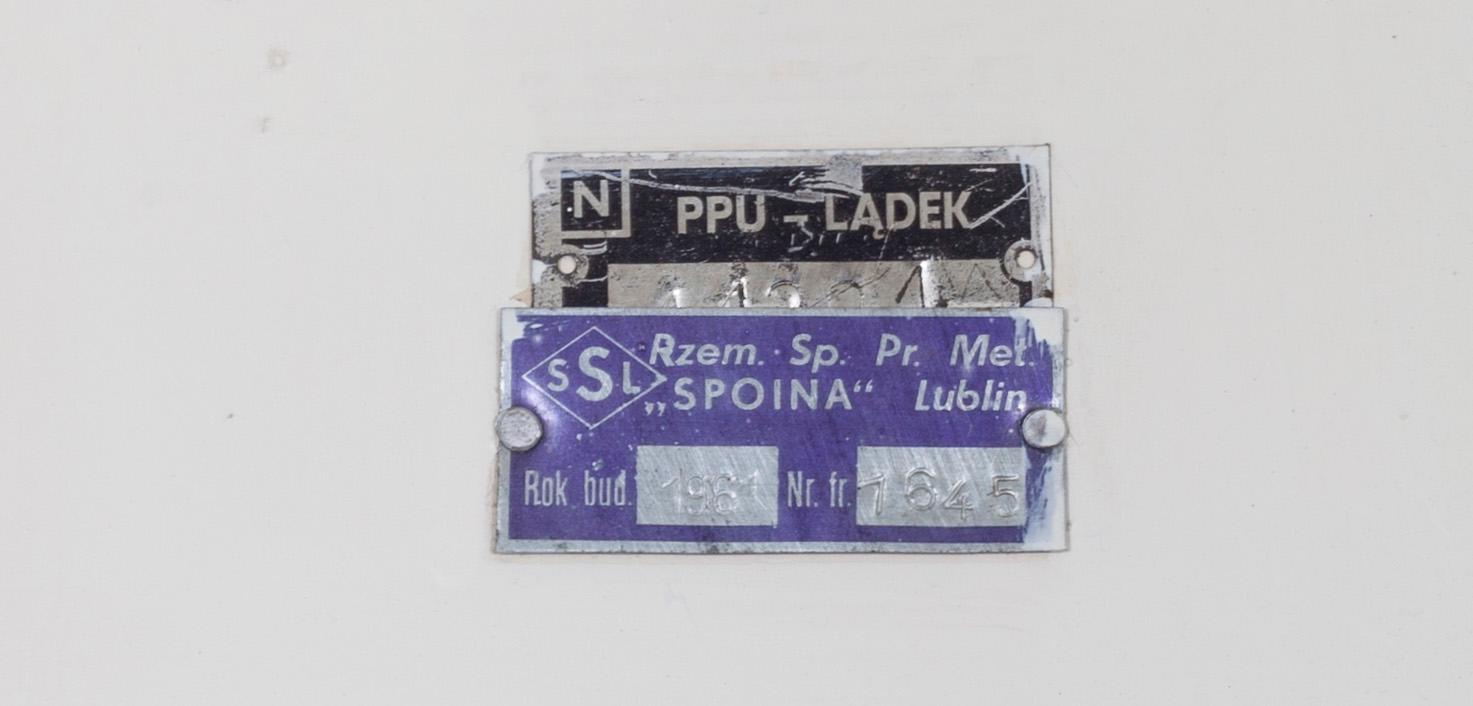 N PPU - LĄDEK
SSL Rzem. Sp. Pr. Met.
„SPOINA“ Lublin
Rok bud. 1961 Nr. fr. 1645